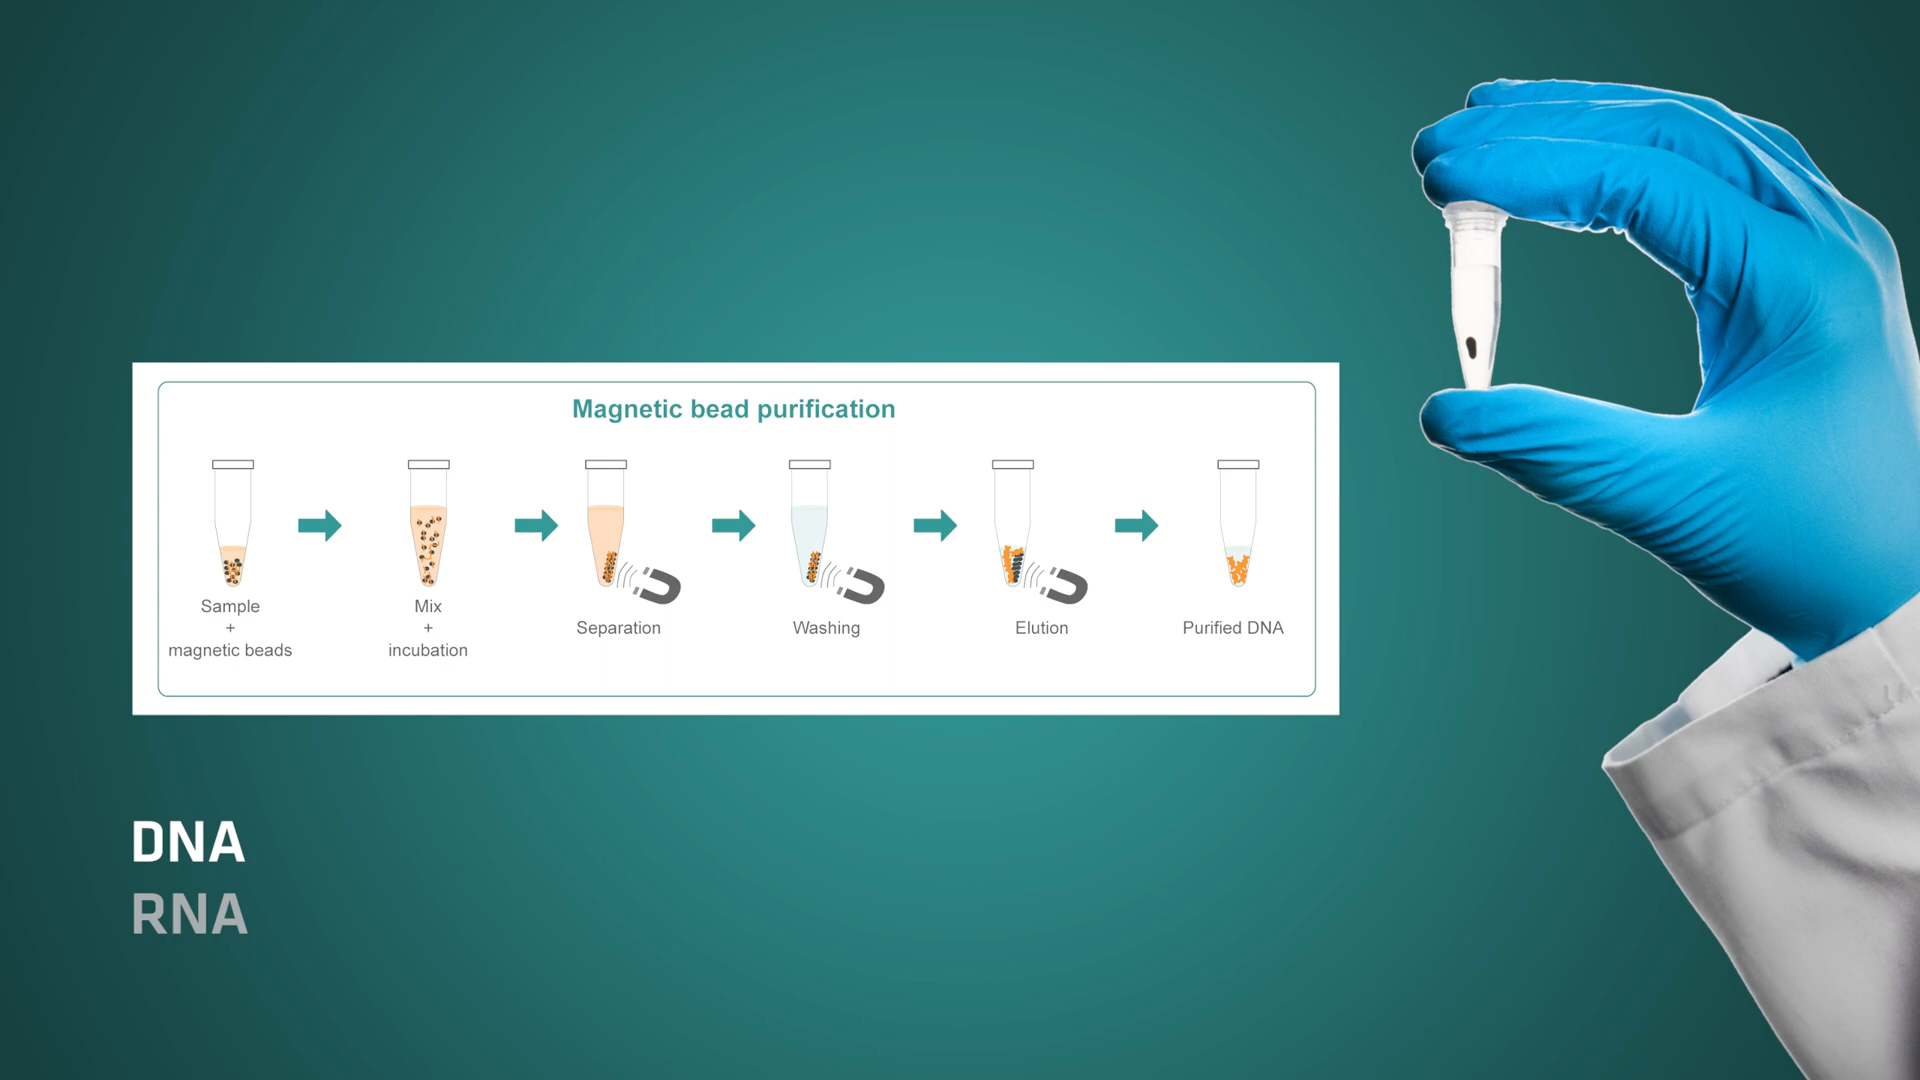 Magnetic bead purification
Sample
+
magnetic beads
Mix
+
incubation
Separation
Washing
Elution
Purified DNA
DNA
RNA